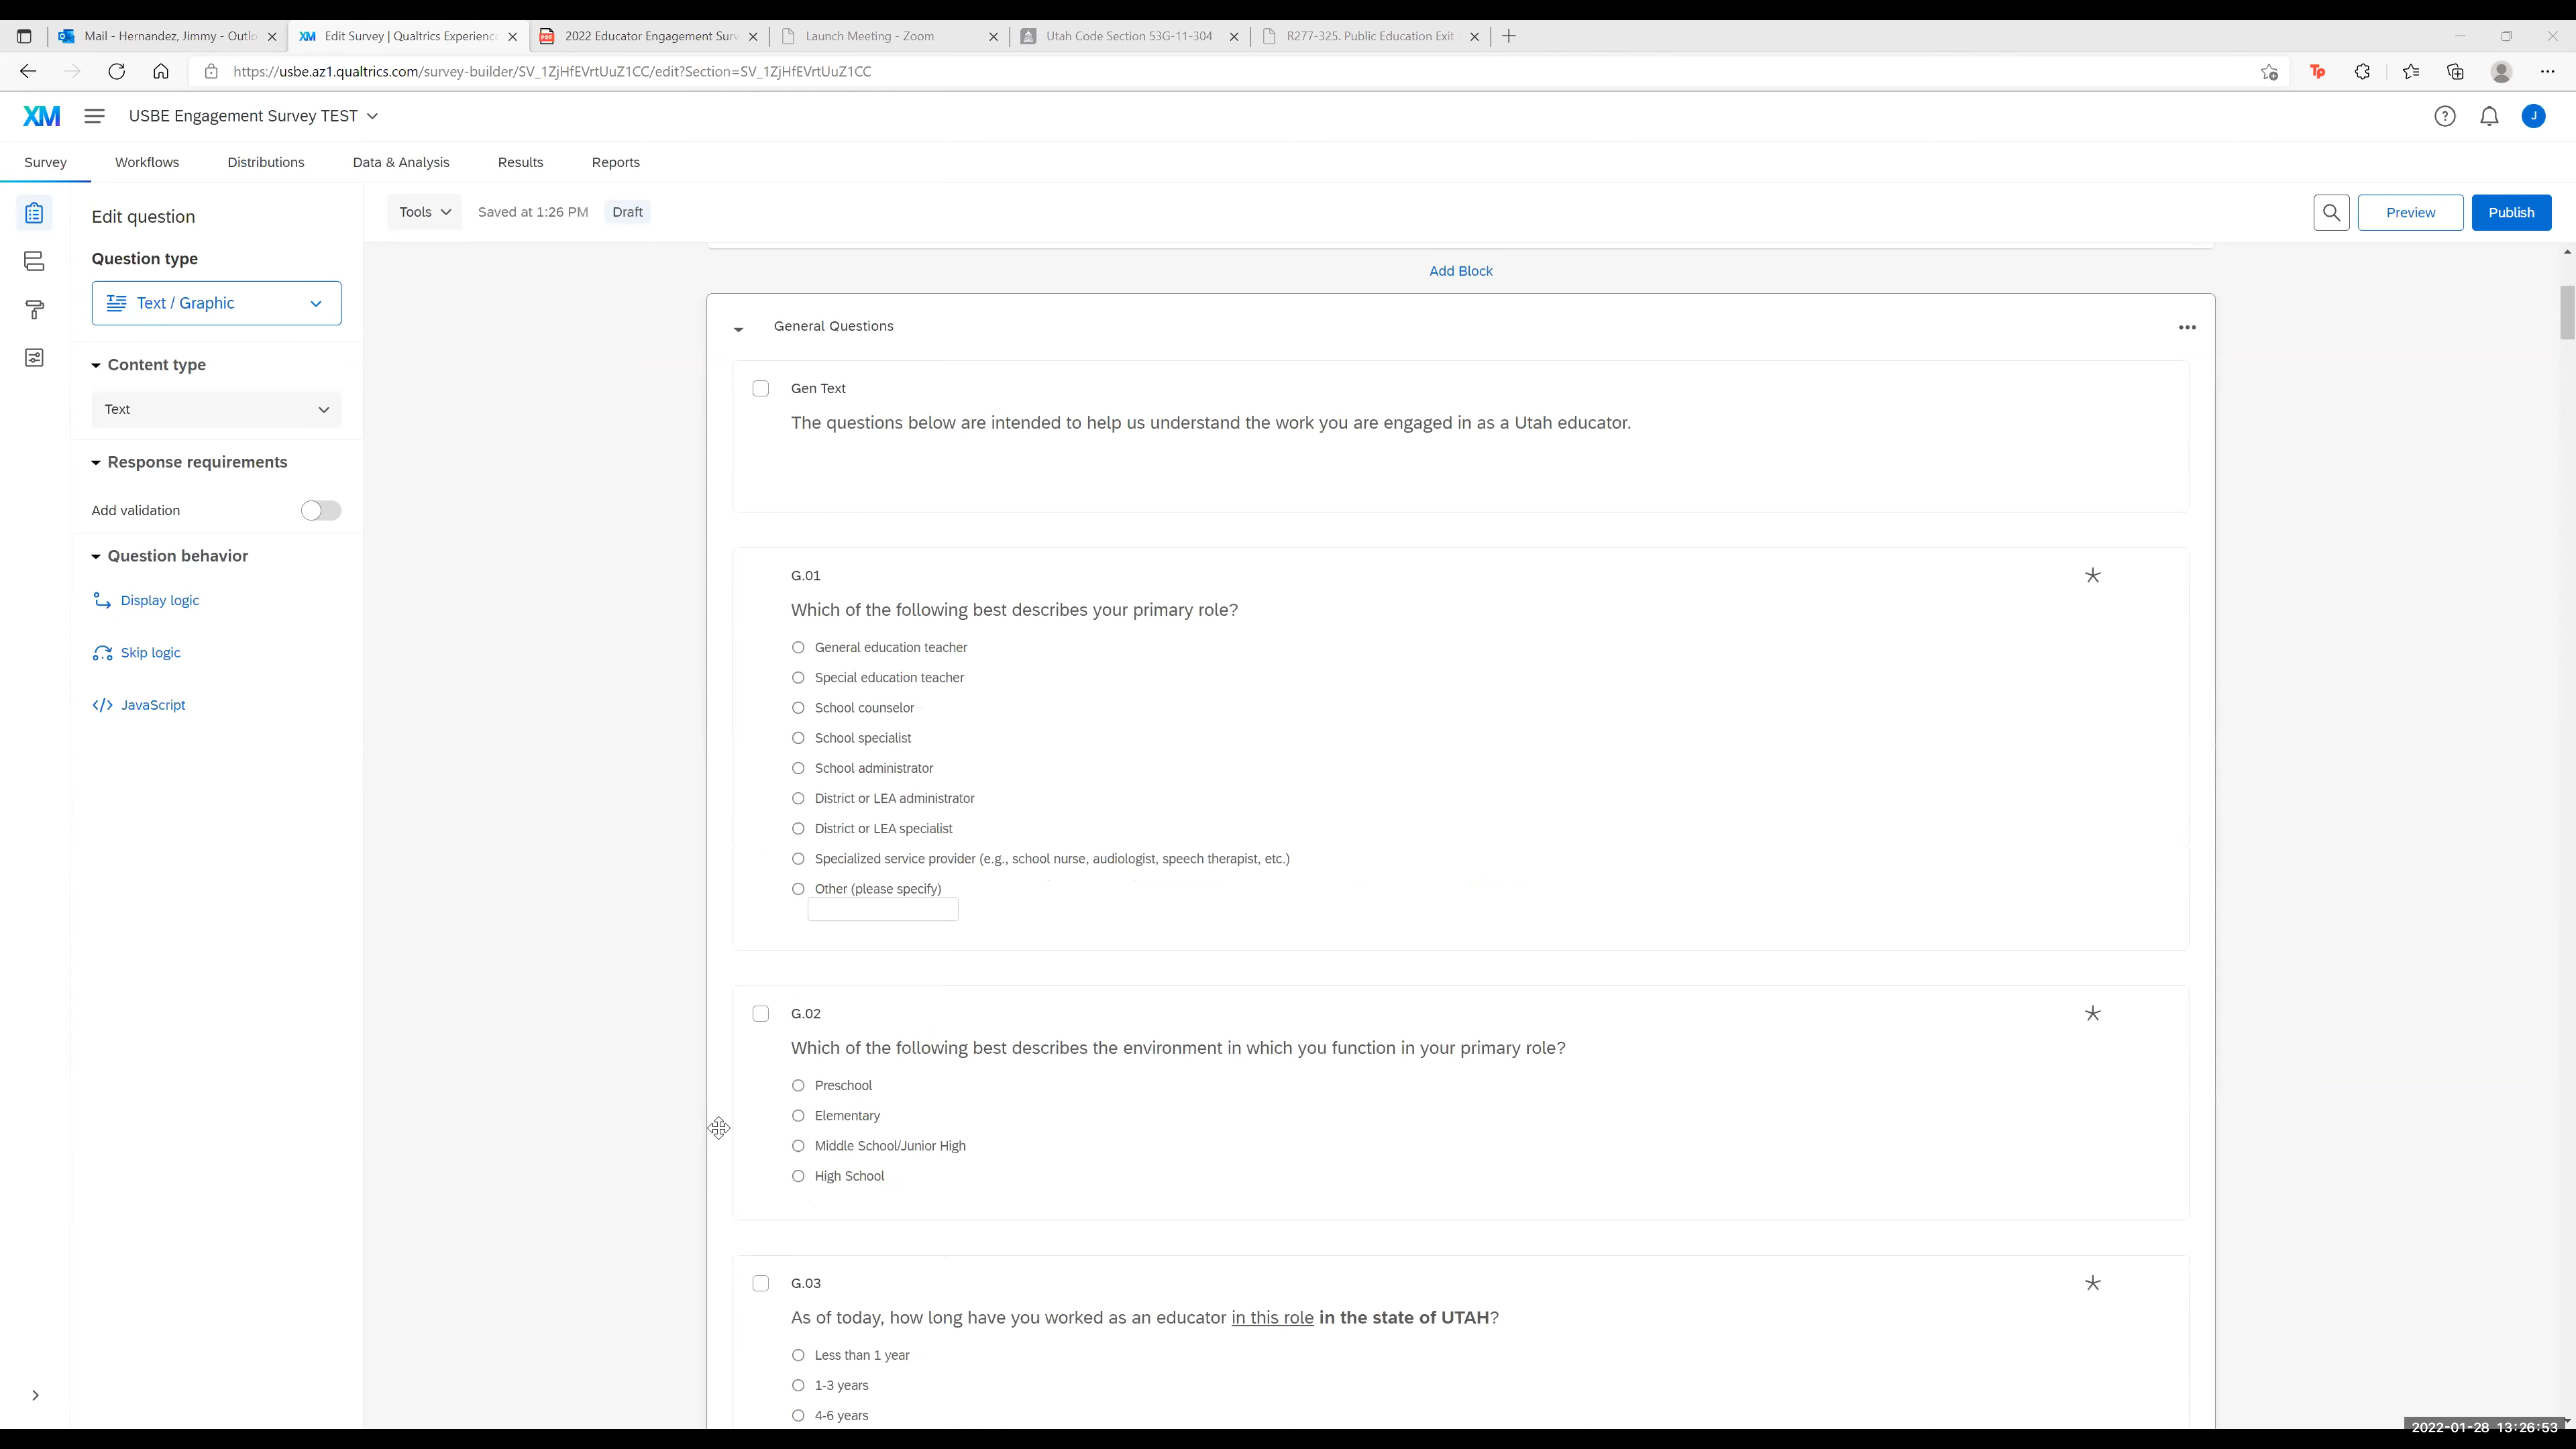 Mail - Hernandez, Jimmy - Outlo
XM Edit Survey | Qualtrics Experience
PDF 2022 Educator Engagement Surv
Launch Meeting - Zoom
Utah Code Section 53G-11-304
R277-325. Public Education Exit
https://usbe.az1.qualtrics.com/survey-builder/SV_1ZjHfEVrtUuZ1CC/edit?Section=SV_1ZjHfEVrtUuZ1CC
Tp
XM
USBE Engagement Survey TEST
J
Survey
Workflows
Distributions
Data & Analysis
Results
Reports
Edit question
Question type
Text / Graphic
Content type
Text
Response requirements
Add validation
Question behavior
Display logic
Skip logic
</> JavaScript
Tools
Saved at 1:26 PM
Draft
Preview
Publish
Add Block
General Questions
Gen Text
The questions below are intended to help us understand the work you are engaged in as a Utah educator.
G.01
Which of the following best describes your primary role?
General education teacher
Special education teacher
School counselor
School specialist
School administrator
District or LEA administrator
District or LEA specialist
Specialized service provider (e.g., school nurse, audiologist, speech therapist, etc.)
Other (please specify)
G.02
Which of the following best describes the environment in which you function in your primary role?
Preschool
Elementary
Middle School/Junior High
High School
G.03
As of today, how long have you worked as an educator in this role in the state of UTAH?
Less than 1 year
1-3 years
4-6 years
2022-01-28 13:26:53